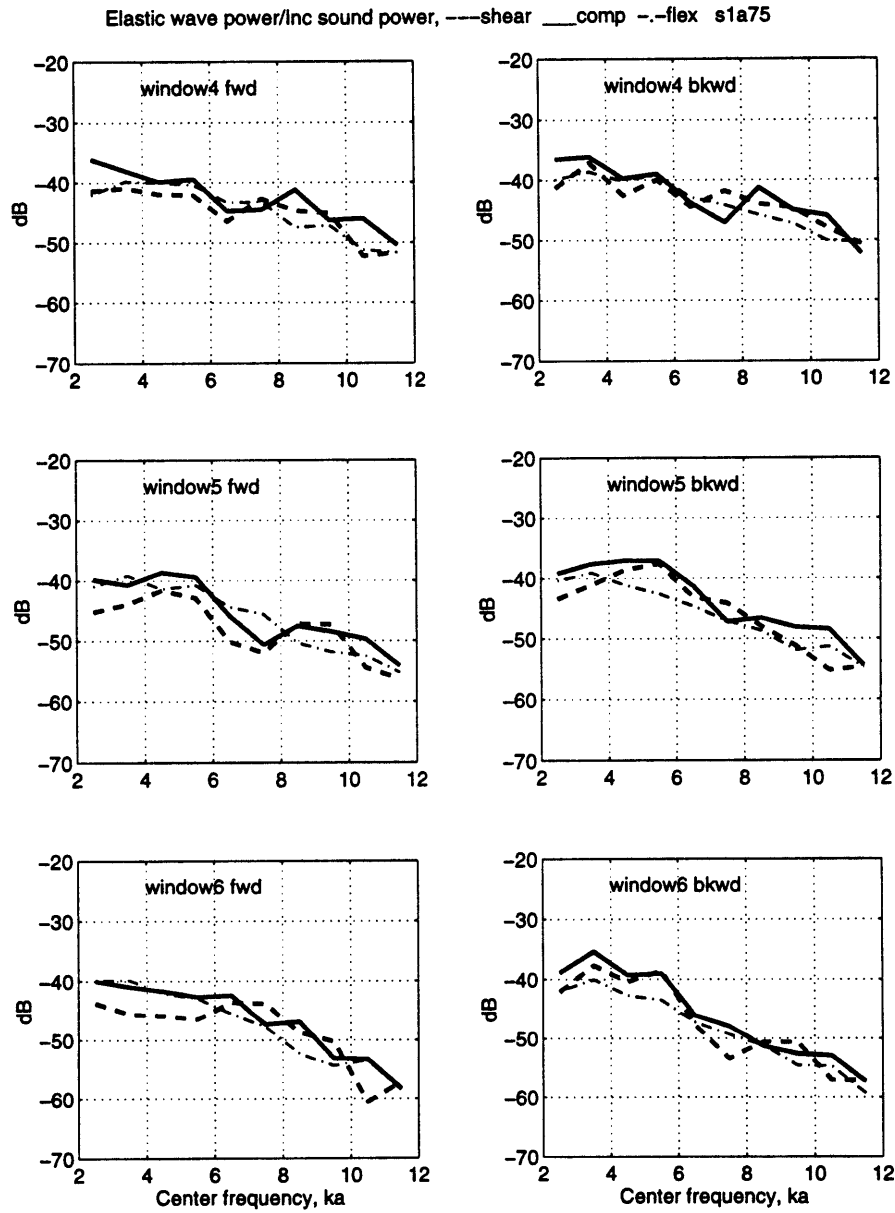 Elastic wave power/Inc sound power, ---shear ___comp -.-flex s1a75
window4 fwd
-20
-30
-40
-50
-60
-70
dB
2 4 6 8 10 12
window4 bkwd
-20
-30
-40
-50
-60
-70
dB
2 4 6 8 10 12
window5 fwd
-20
-30
-40
-50
-60
-70
dB
2 4 6 8 10 12
window5 bkwd
-20
-30
-40
-50
-60
-70
dB
2 4 6 8 10 12
window6 fwd
-20
-30
-40
-50
-60
-70
dB
2 4 6 8 10 12
Center frequency, ka
window6 bkwd
-20
-30
-40
-50
-60
-70
dB
2 4 6 8 10 12
Center frequency, ka